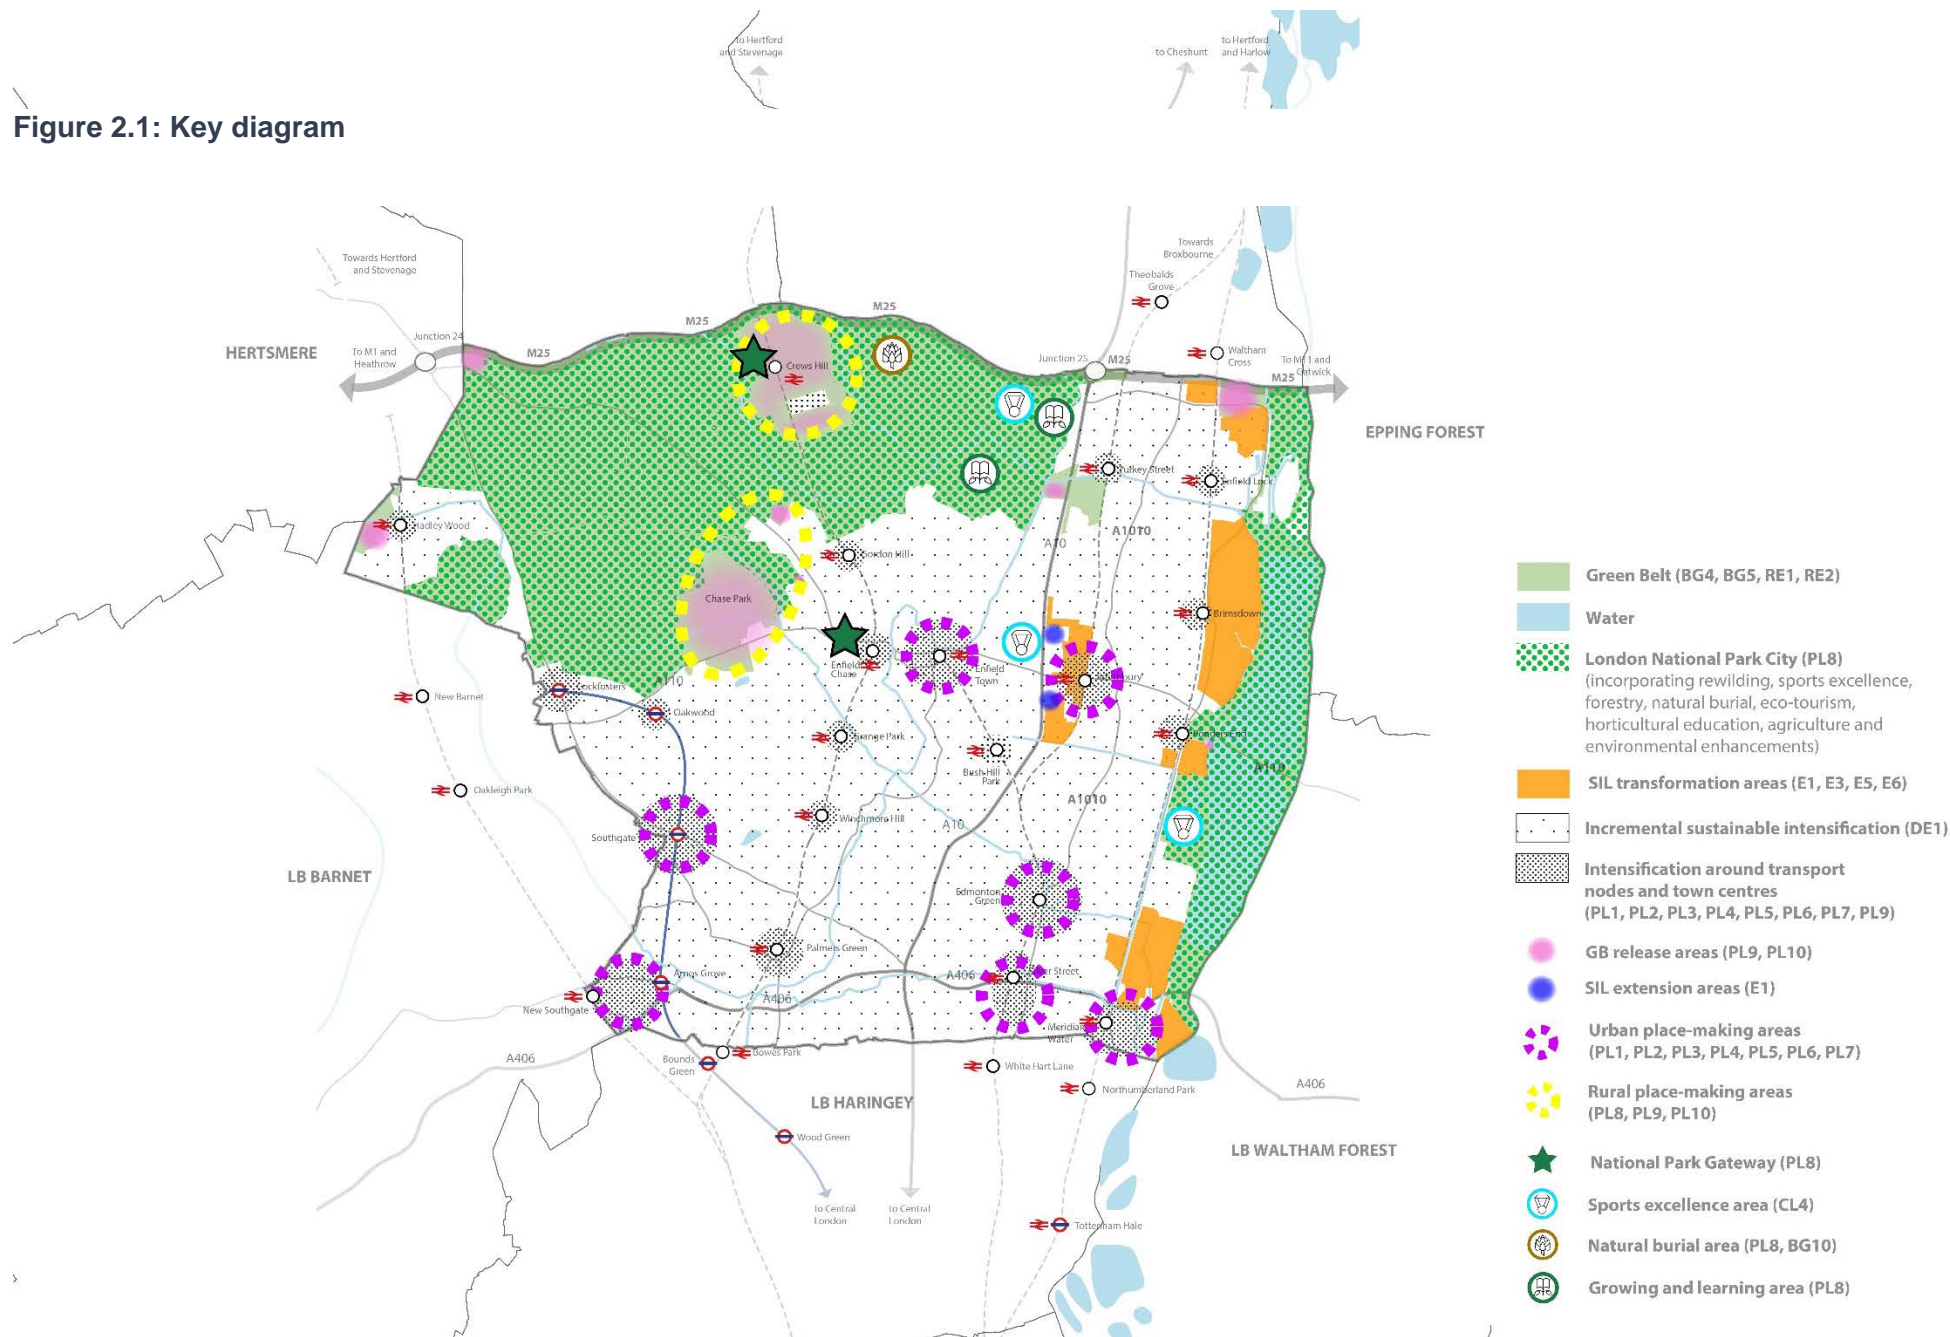 to Hertford
and Stevenage
to Cheshunt
to Hertford
and Harlow
Figure 2.1: Key diagram
Towards Hertford
and Stevenage
Towards
Broxbourne
Theobalds
Grove
M25
M25
HERTSMERE
Junction 24
To M1 and
Heathrow
M25
Crews Hill
Junction 25
M25
Waltham
Cross
To M11 and
Gatwick
M25
EPPING FOREST
Turkey Street
Enfield Lock
Hadley Wood
A10
A1010
Gordon Hill
Chase Park
Brimsdown
Enfield
Chase
Enfield
Town
Southbury
Cockfosters
A110
Oakwood
New Barnet
Grange Park
Ponders End
Bush Hill
Park
A110
Oakleigh Park
A1010
Winchmore Hill
A10
Southgate
LB BARNET
Edmonton
Green
Palmers Green
Arnos Grove
A406
Silver Street
A406
New Southgate
Meridian
Water
A406
Bounds
Green
Bowes Park
White Hart Lane
Northumberland Park
A406
LB HARINGEY
Wood Green
LB WALTHAM FOREST
to Central
London
to Central
London
Tottenham Hale
Green Belt (BG4, BG5, RE1, RE2)
Water
London National Park City (PL8)
(incorporating rewilding, sports excellence,
forestry, natural burial, eco-tourism,
horticultural education, agriculture and
environmental enhancements)
SIL transformation areas (E1, E3, E5, E6)
Incremental sustainable intensification (DE1)
Intensification around transport
nodes and town centres
(PL1, PL2, PL3, PL4, PL5, PL6, PL7, PL9)
GB release areas (PL9, PL10)
SIL extension areas (E1)
Urban place-making areas
(PL1, PL2, PL3, PL4, PL5, PL6, PL7)
Rural place-making areas
(PL8, PL9, PL10)
National Park Gateway (PL8)
Sports excellence area (CL4)
Natural burial area (PL8, BG10)
Growing and learning area (PL8)